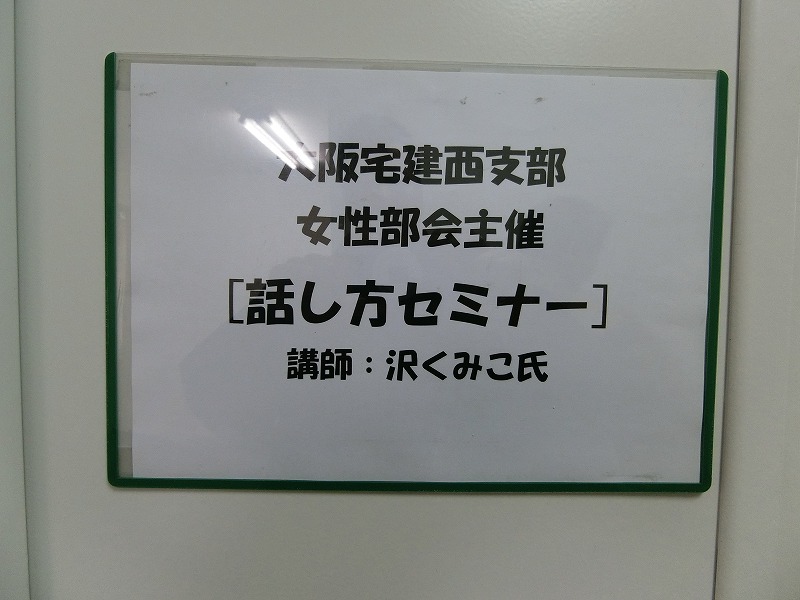 大阪宅建西支部
女性部会主催
[話し方セミナー]
講師：沢くみこ氏